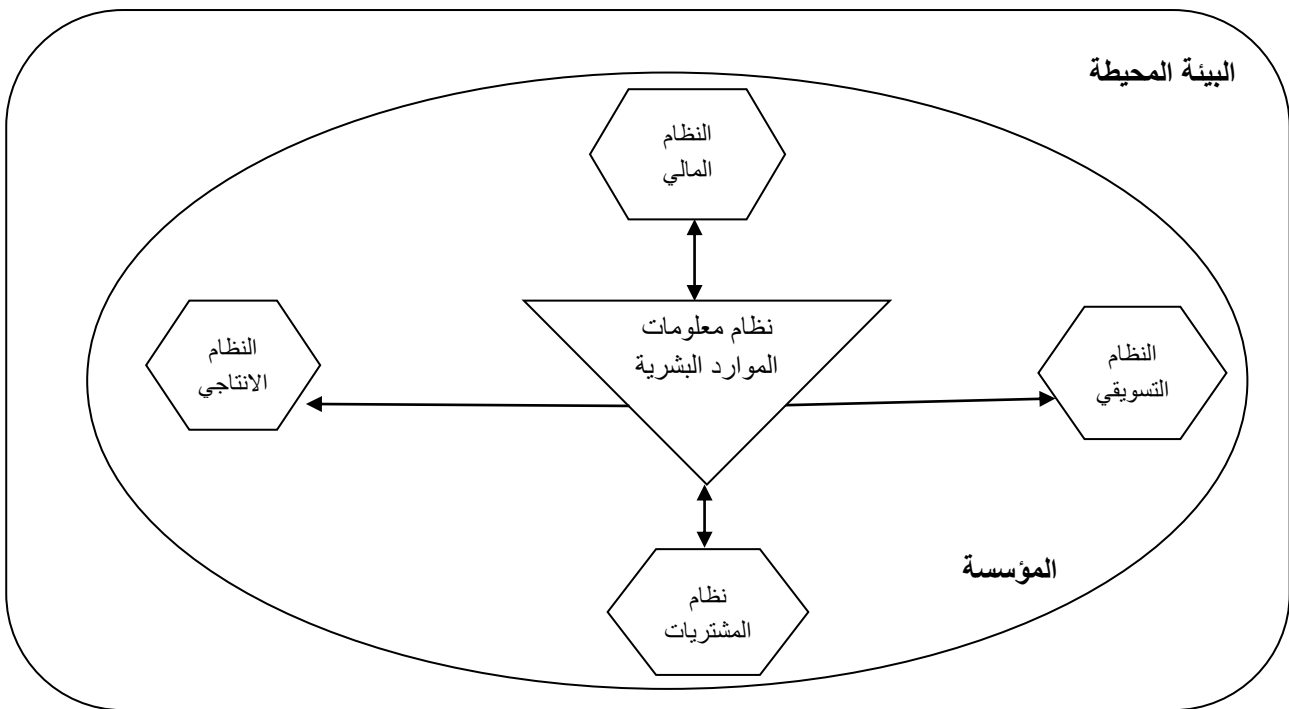 البيئة المحيطة
النظام
المالي
نظام معلومات
الموارد البشرية
النظام
التسويقي
النظام
الانتاجي
المؤسسة
نظام
المشتريات